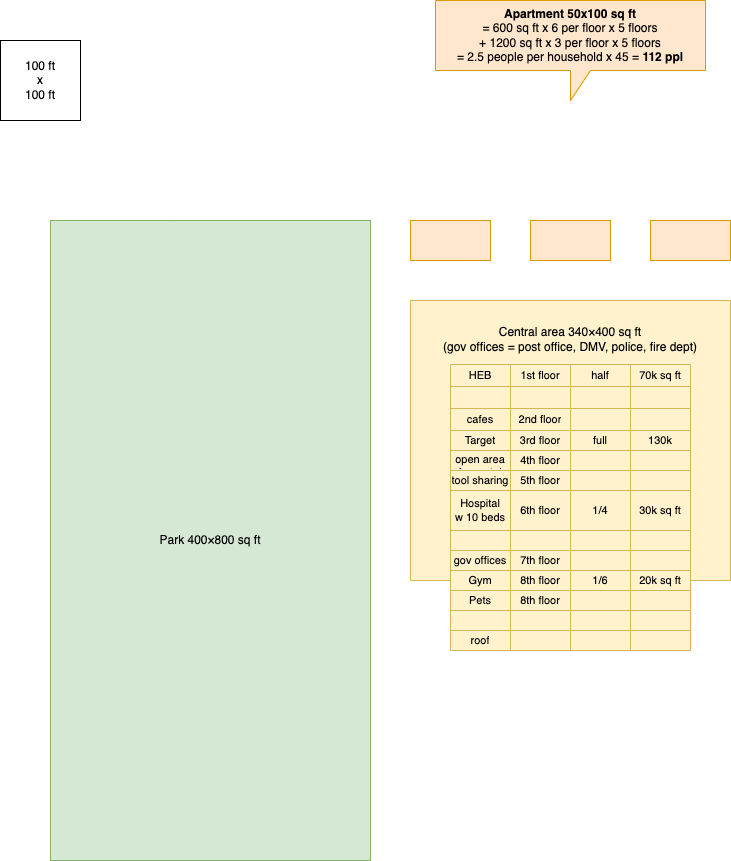 Apartment 50x100 sq ft
= 600 sq ft x 6 per floor x 5 floors
+ 1200 sq ft x 3 per floor x 5 floors
= 2.5 people per household x 45 = 112 ppl
100 ft
x
100 ft
Park 400×800 sq ft
Central area 340×400 sq ft
(gov offices = post office, DMV, police, fire dept)
HEB 1st floor half 70k sq ft
cafes 2nd floor
Target 3rd floor full 130k
open area 4th floor
tool sharing 5th floor
Hospital
w 10 beds 6th floor 1/4 30k sq ft
gov offices 7th floor
Gym 8th floor 1/6 20k sq ft
Pets 8th floor
roof